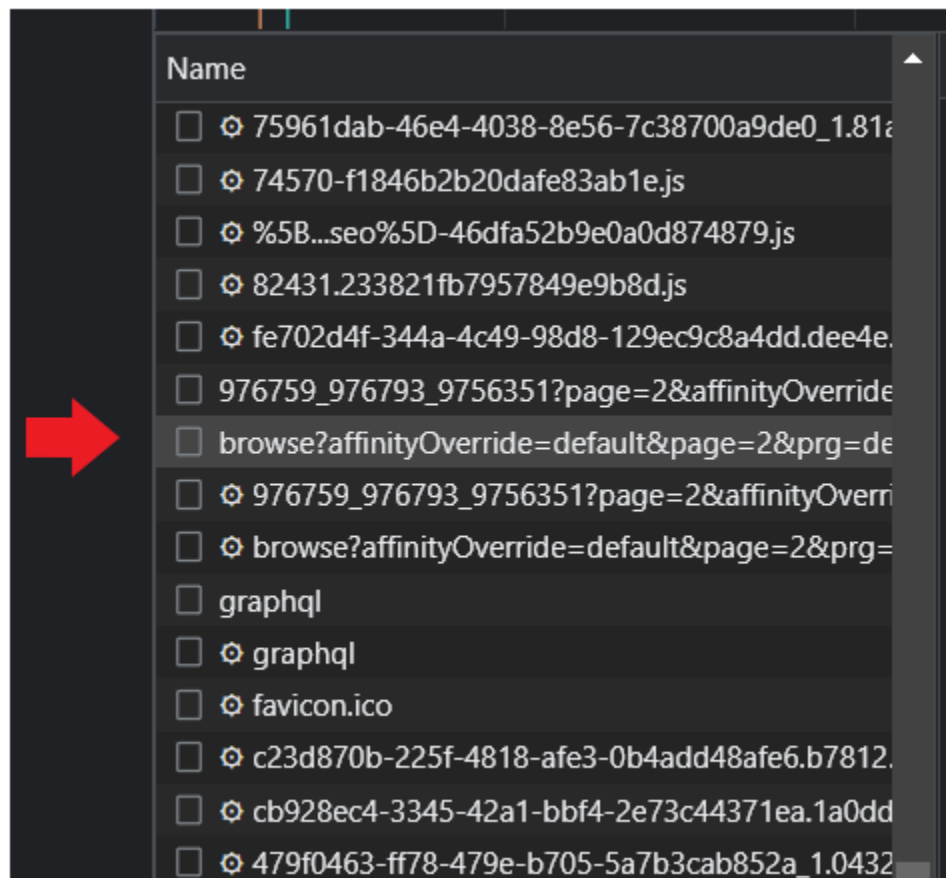 Name
75961dab-46e4-4038-8e56-7c38700a9de0_1.81a
74570-f1846b2b20dafe83ab1e.js
%5B...seo%5D-46dfa52b9e0a0d874879.js
82431.233821fb7957849e9b8d.js
fe702d4f-344a-4c49-98d8-129ec9c8a4dd.dee4e.
976759_976793_9756351?page=2&affinityOverride
browse?affinityOverride=default&page=2&prg=de
976759_976793_9756351?page=2&affinityOverri
browse?affinityOverride=default&page=2&prg=
graphql
graphql
favicon.ico
c23d870b-225f-4818-afe3-0b4add48afe6.b7812.
cb928ec4-3345-42a1-bbf4-2e73c44371ea.1a0dd
479f0463-ff78-479e-b705-5a7b3cab852a_1.0432